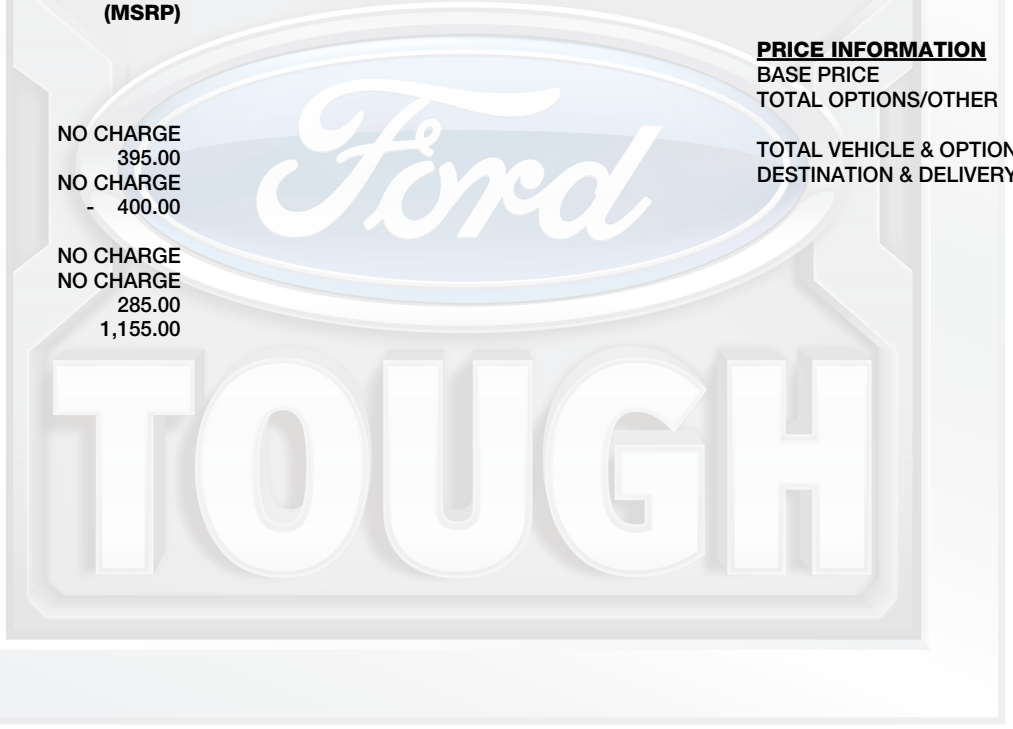 (MSRP)
NO CHARGE
395.00
NO CHARGE
- 400.00
NO CHARGE
NO CHARGE
285.00
1,155.00
PRICE INFORMATION
BASE PRICE
TOTAL OPTIONS/OTHER
TOTAL VEHICLE & OPTION
DESTINATION & DELIVERY
Ford
TOUGH